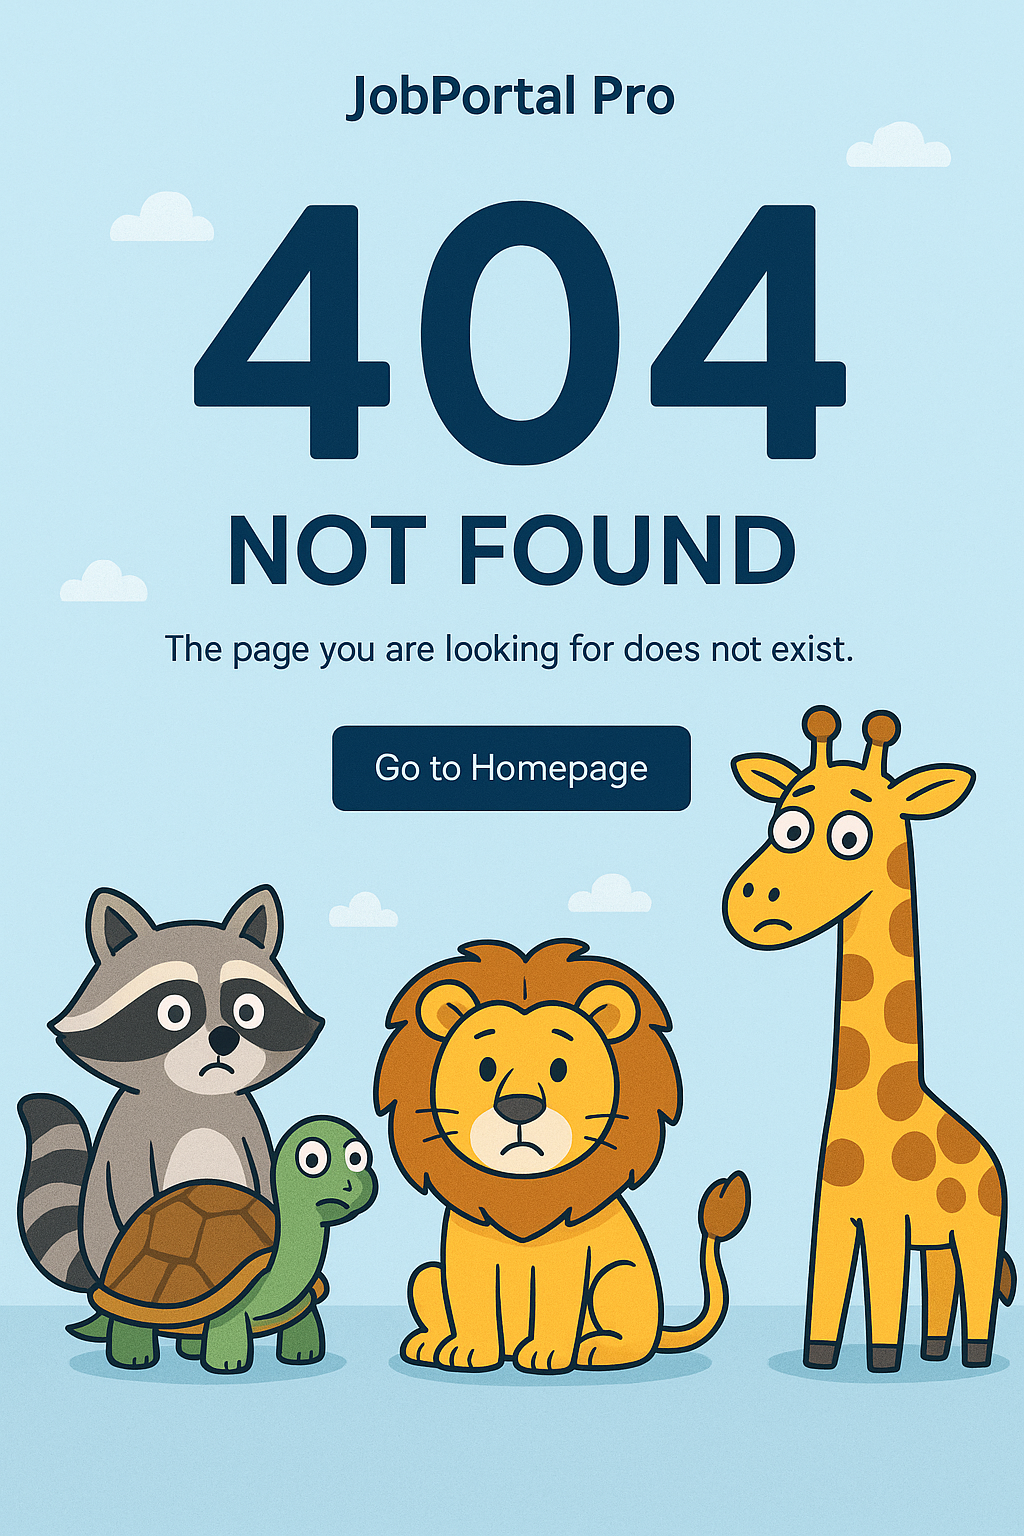 JobPortal Pro
404
NOT FOUND
The page you are looking for does not exist.
Go to Homepage